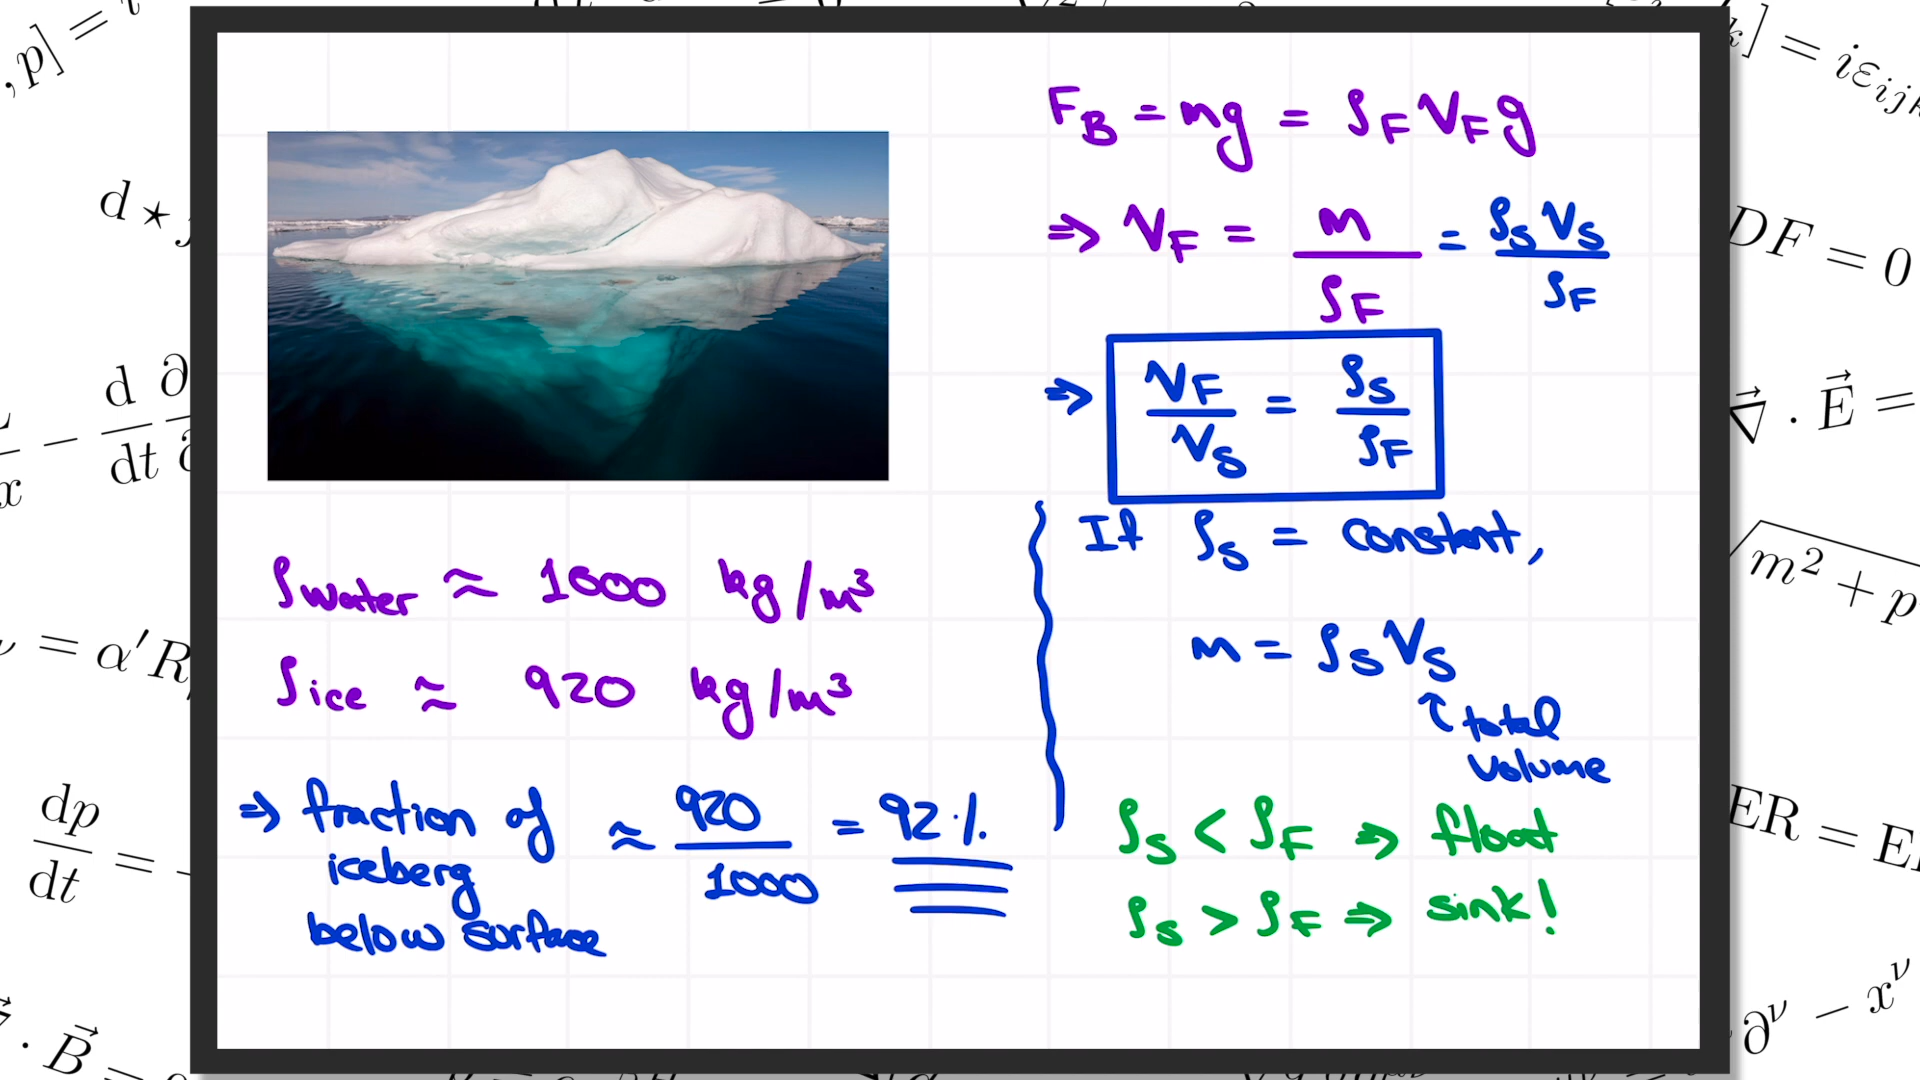 F_B = mg = ρ_F V_F g
⇒ V_F = m/ρ_F = ρ_S V_S/ρ_F
⇒ V_F/V_S = ρ_S/ρ_F
If ρ_S = constant,
m = ρ_S V_S
↖ total
volume
ρ_S < ρ_F ⇒ float
ρ_S > ρ_F ⇒ sink!
ρ_water ≈ 1000 kg/m³
ρ_ice ≈ 920 kg/m³
⇒ fraction of
iceberg
below surface
≈ 920/1000 = 92%
, p] =
d ⋆
d ∂
dt
x
= α′R
dp
dt
=
· B⃗ =
k] = iε_ijk
DF = 0
∇⃗ · E⃗ =
√m² + p
ER = E
∂^ν − x^ν